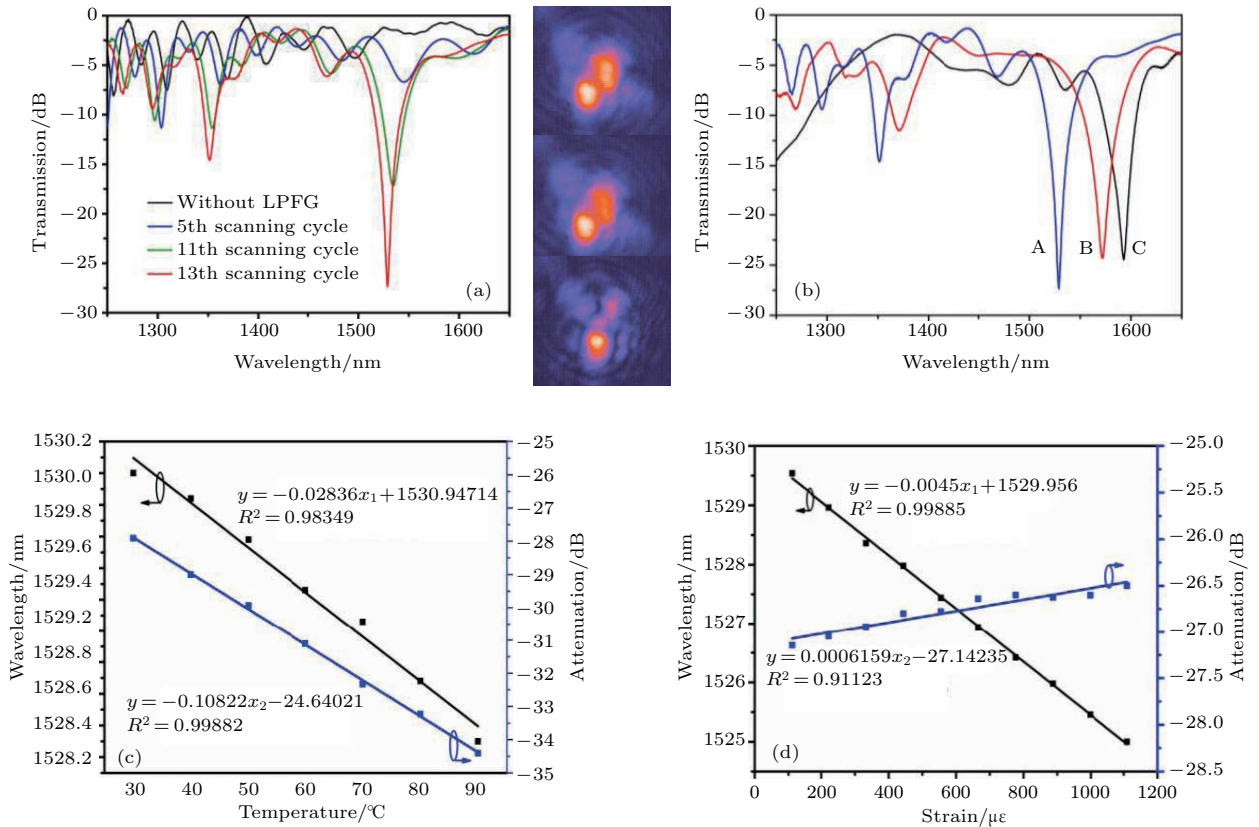 0
−5
−10
−15
−20
−25
−30
Transmission/dB
Without LPFG
5th scanning cycle
11th scanning cycle
13th scanning cycle
(a)
1300
1400
1500
1600
Wavelength/nm
0
−5
−10
−15
−20
−25
−30
Transmission/dB
A
B
C
(b)
1300
1400
1500
1600
Wavelength/nm
1530.2
1530.0
1529.8
1529.6
1529.4
1529.2
1528.8
1528.6
1528.4
1528.2
Wavelength/nm
y=−0.02836x₁+1530.94714
R²=0.98349
y=−0.10822x₂−24.64021
R²=0.99882
(c)
−25
−26
−27
−28
−29
−30
−31
−32
−33
−34
−35
Attenuation/dB
30
40
50
60
70
80
90
Temperature/℃
1530
1529
1528
1527
1526
1525
Wavelength/nm
y=−0.0045x₁+1529.956
R²=0.99885
y=0.0006159x₂−27.14235
R²=0.91123
(d)
−25.0
−25.5
−26.0
−26.5
−27.0
−27.5
−28.0
−28.5
Attenuation/dB
0
200
400
600
800
1000
1200
Strain/µε